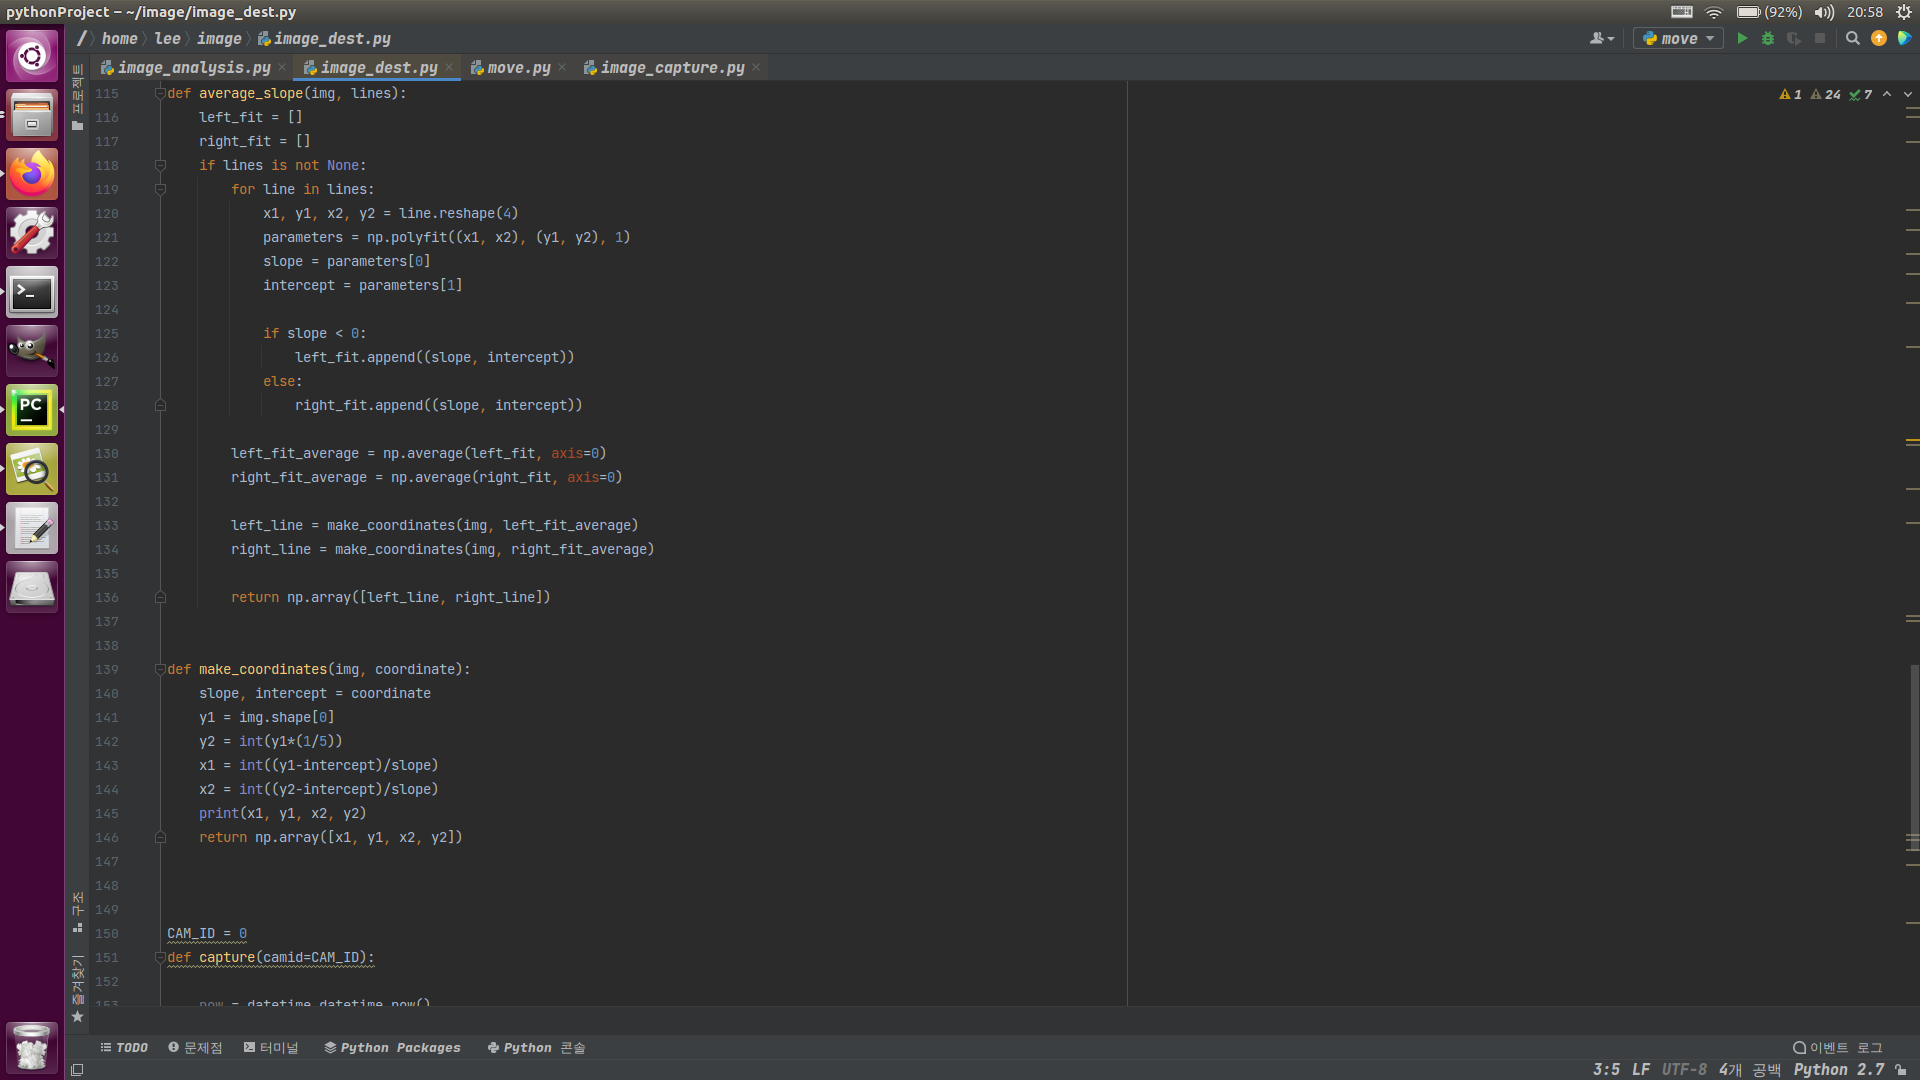 pythonProject – ~/image/image_dest.py
(92%) 20:58
/ home lee image image_dest.py
move
image_analysis.py image_dest.py move.py image_capture.py
프로젝트
1 24 7
115 def average_slope(img, lines):
116 left_fit = []
117 right_fit = []
118 if lines is not None:
119 for line in lines:
120 x1, y1, x2, y2 = line.reshape(4)
121 parameters = np.polyfit((x1, x2), (y1, y2), 1)
122 slope = parameters[0]
123 intercept = parameters[1]
124
125 if slope < 0:
126 left_fit.append((slope, intercept))
127 else:
128 right_fit.append((slope, intercept))
129
130 left_fit_average = np.average(left_fit, axis=0)
131 right_fit_average = np.average(right_fit, axis=0)
132
133 left_line = make_coordinates(img, left_fit_average)
134 right_line = make_coordinates(img, right_fit_average)
135
136 return np.array([left_line, right_line])
137
138
139 def make_coordinates(img, coordinate):
140 slope, intercept = coordinate
141 y1 = img.shape[0]
142 y2 = int(y1*(1/5))
143 x1 = int((y1-intercept)/slope)
144 x2 = int((y2-intercept)/slope)
145 print(x1, y1, x2, y2)
146 return np.array([x1, y1, x2, y2])
147
148
149
150 CAM_ID = 0
151 def capture(camid=CAM_ID):
152
153 now = datetime.datetime.now()
구조
즐겨찾기
PC
TODO 문제점 터미널 Python Packages Python 콘솔
이벤트 로그
3:5 LF UTF-8 4개 공백 Python 2.7